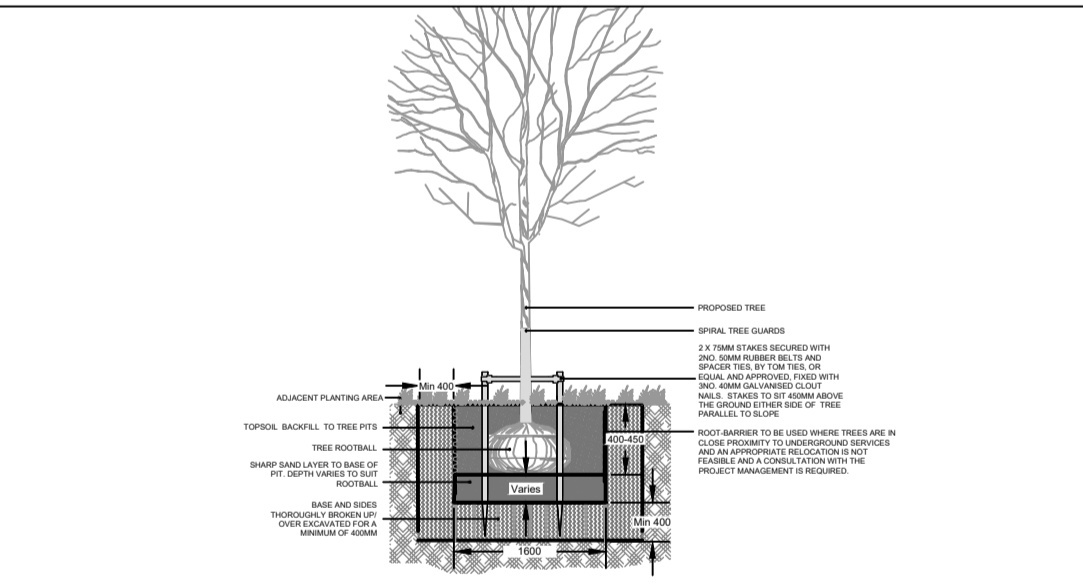 PROPOSED TREE
SPIRAL TREE GUARDS
2 X 75MM STAKES SECURED WITH
2NO. 50MM RUBBER BELTS AND
SPACER TIES, BY TOM TIES, OR
EQUAL AND APPROVED, FIXED WITH
3NO. 40MM GALVANISED CLOUT
NAILS. STAKES TO SIT 450MM ABOVE
THE GROUND EITHER SIDE OF TREE
PARALLEL TO SLOPE
ROOT-BARRIER TO BE USED WHERE TREES ARE IN
CLOSE PROXIMITY TO UNDERGROUND SERVICES
AND AN APPROPRIATE RELOCATION IS NOT
FEASIBLE AND A CONSULTATION WITH THE
PROJECT MANAGEMENT IS REQUIRED.
Min 400
ADJACENT PLANTING AREA
TOPSOIL BACKFILL TO TREE PITS
TREE ROOTBALL
SHARP SAND LAYER TO BASE OF
PIT. DEPTH VARIES TO SUIT
ROOTBALL
BASE AND SIDES
THOROUGHLY BROKEN UP/
OVER EXCAVATED FOR A
MINIMUM OF 400MM
400-450
Varies
Min 400
1600